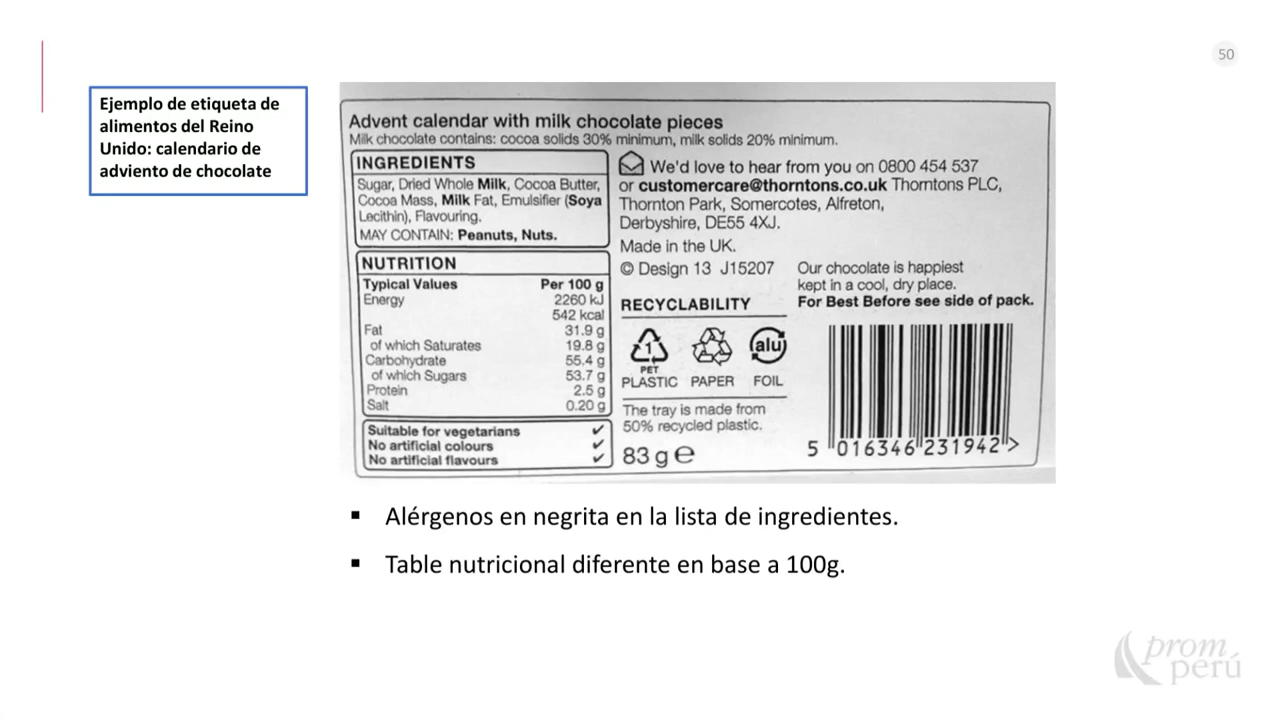 50
Ejemplo de etiqueta de
alimentos del Reino
Unido: calendario de
adviento de chocolate
Advent calendar with milk chocolate pieces
Milk chocolate contains: cocoa solids 30% minimum, milk solids 20% minimum.
INGREDIENTS
Sugar, Dried Whole Milk, Cocoa Butter,
Cocoa Mass, Milk Fat, Emulsifier (Soya
Lecithin), Flavouring.
MAY CONTAIN: Peanuts, Nuts.
NUTRITION
Typical Values Per 100 g
Energy 2260 kJ
542 kcal
Fat 31.9 g
of which Saturates 19.8 g
Carbohydrate 55.4 g
of which Sugars 53.7 g
Protein 2.5 g
Salt 0.20 g
Suitable for vegetarians ✔
No artificial colours ✔
No artificial flavours ✔
We'd love to hear from you on 0800 454 537
or customercare@thorntons.co.uk Thorntons PLC,
Thornton Park, Somercotes, Alfreton,
Derbyshire, DE55 4XJ.
Made in the UK.
© Design 13 J15207
RECYCLABILITY
1
PET
alu
PLASTIC PAPER FOIL
The tray is made from
50% recycled plastic.
83 g e
Our chocolate is happiest
kept in a cool, dry place.
For Best Before see side of pack.
5 016346 231942 >
▪ Alérgenos en negrita en la lista de ingredientes.
▪ Table nutricional diferente en base a 100g.
prom
perú